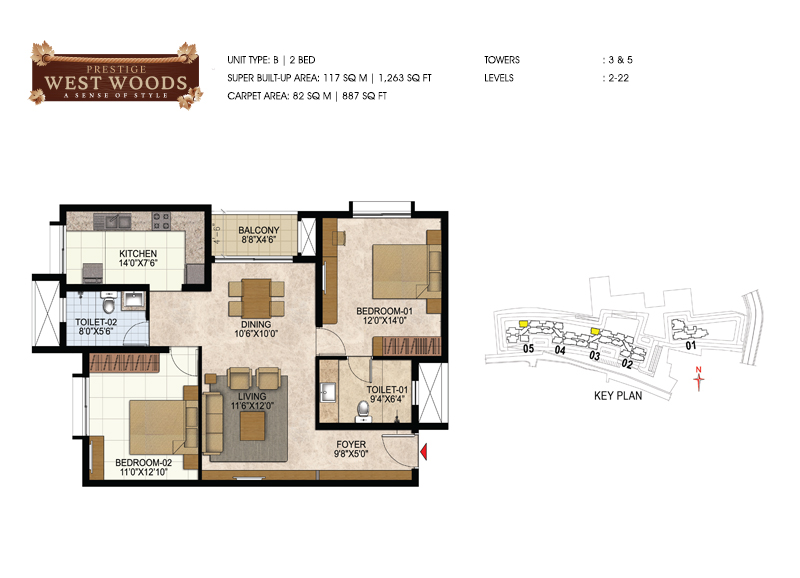 PRESTIGE
WEST WOODS
A SENSE OF STYLE
UNIT TYPE: B | 2 BED
SUPER BUILT-UP AREA: 117 SQ M | 1,263 SQ FT
CARPET AREA: 82 SQ M | 887 SQ FT
TOWERS : 3 & 5
LEVELS : 2-22
BALCONY
8'8"X4'6"
4'-6"
KITCHEN
14'0"X7'6"
TOILET-02
8'0"X5'6"
DINING
10'6"X10'0"
BEDROOM-01
12'0"X14'0"
LIVING
11'6"X12'0"
TOILET-01
9'4"X6'4"
FOYER
9'8"X5'0"
BEDROOM-02
11'0"X12'10"
05
04
03
02
01
N
KEY PLAN